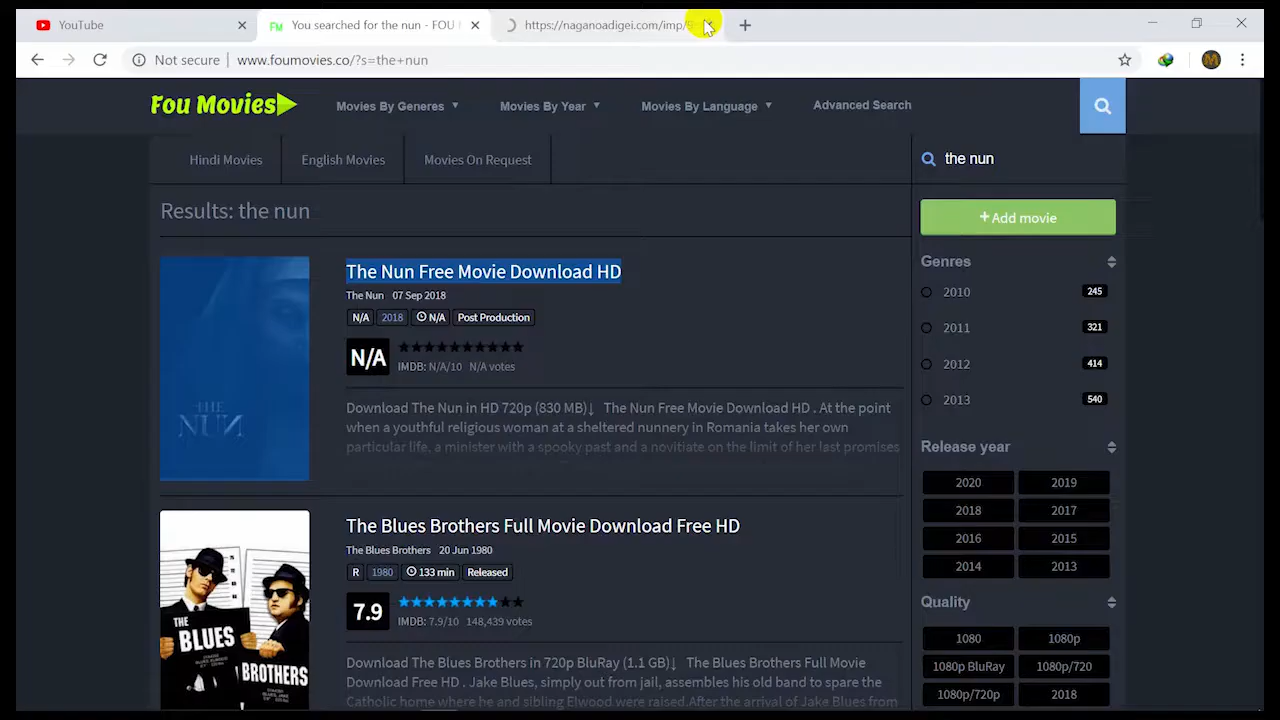 YouTube
FM You searched for the nun - FOU
https://naganoadigei.com/imp/
Not secure | www.foumovies.co/?s=the+nun
Fou Movies
Movies By Generes
Movies By Year
Movies By Language
Advanced Search
Hindi Movies
English Movies
Movies On Request
the nun
Results: the nun
+ Add movie
The Nun Free Movie Download HD
The Nun 07 Sep 2018
N/A 2018 N/A Post Production
N/A
IMDB: N/A/10 N/A votes
Download The Nun in HD 720p (830 MB)↓ The Nun Free Movie Download HD . At the point
when a youthful religious woman at a sheltered nunnery in Romania takes her own
particular life, a minister with a spooky past and a novitiate on the limit of her last promises
THE
NUN
The Blues Brothers Full Movie Download Free HD
The Blues Brothers 20 Jun 1980
R 1980 133 min Released
7.9
IMDB: 7.9/10 148,439 votes
Download The Blues Brothers in 720p BluRay (1.1 GB)↓ The Blues Brothers Full Movie
Download Free HD . Jake Blues, simply out from jail, assembles his old band to spare the
Catholic home where he and sibling Elwood were raised.After the arrival of Jake Blues from
THE
BLUES
BROTHERS
Genres
2010 245
2011 321
2012 414
2013 540
Release year
2020 2019
2018 2017
2016 2015
2014 2013
Quality
1080 1080p
1080p BluRay 1080p/720
1080p/720p 2018